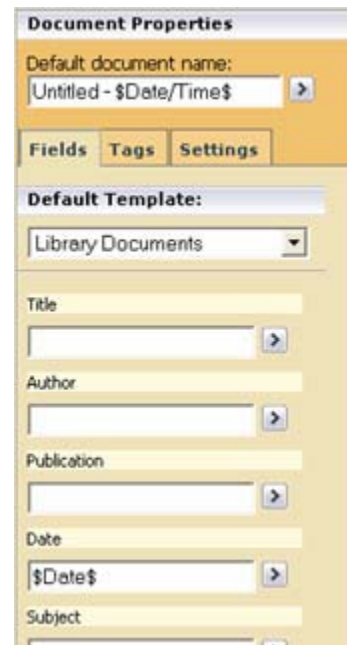 Document Properties
Default document name:
Untitled - $Date/Time$
Fields Tags Settings
Default Template:
Library Documents
Title
Author
Publication
Date
$Date$
Subject